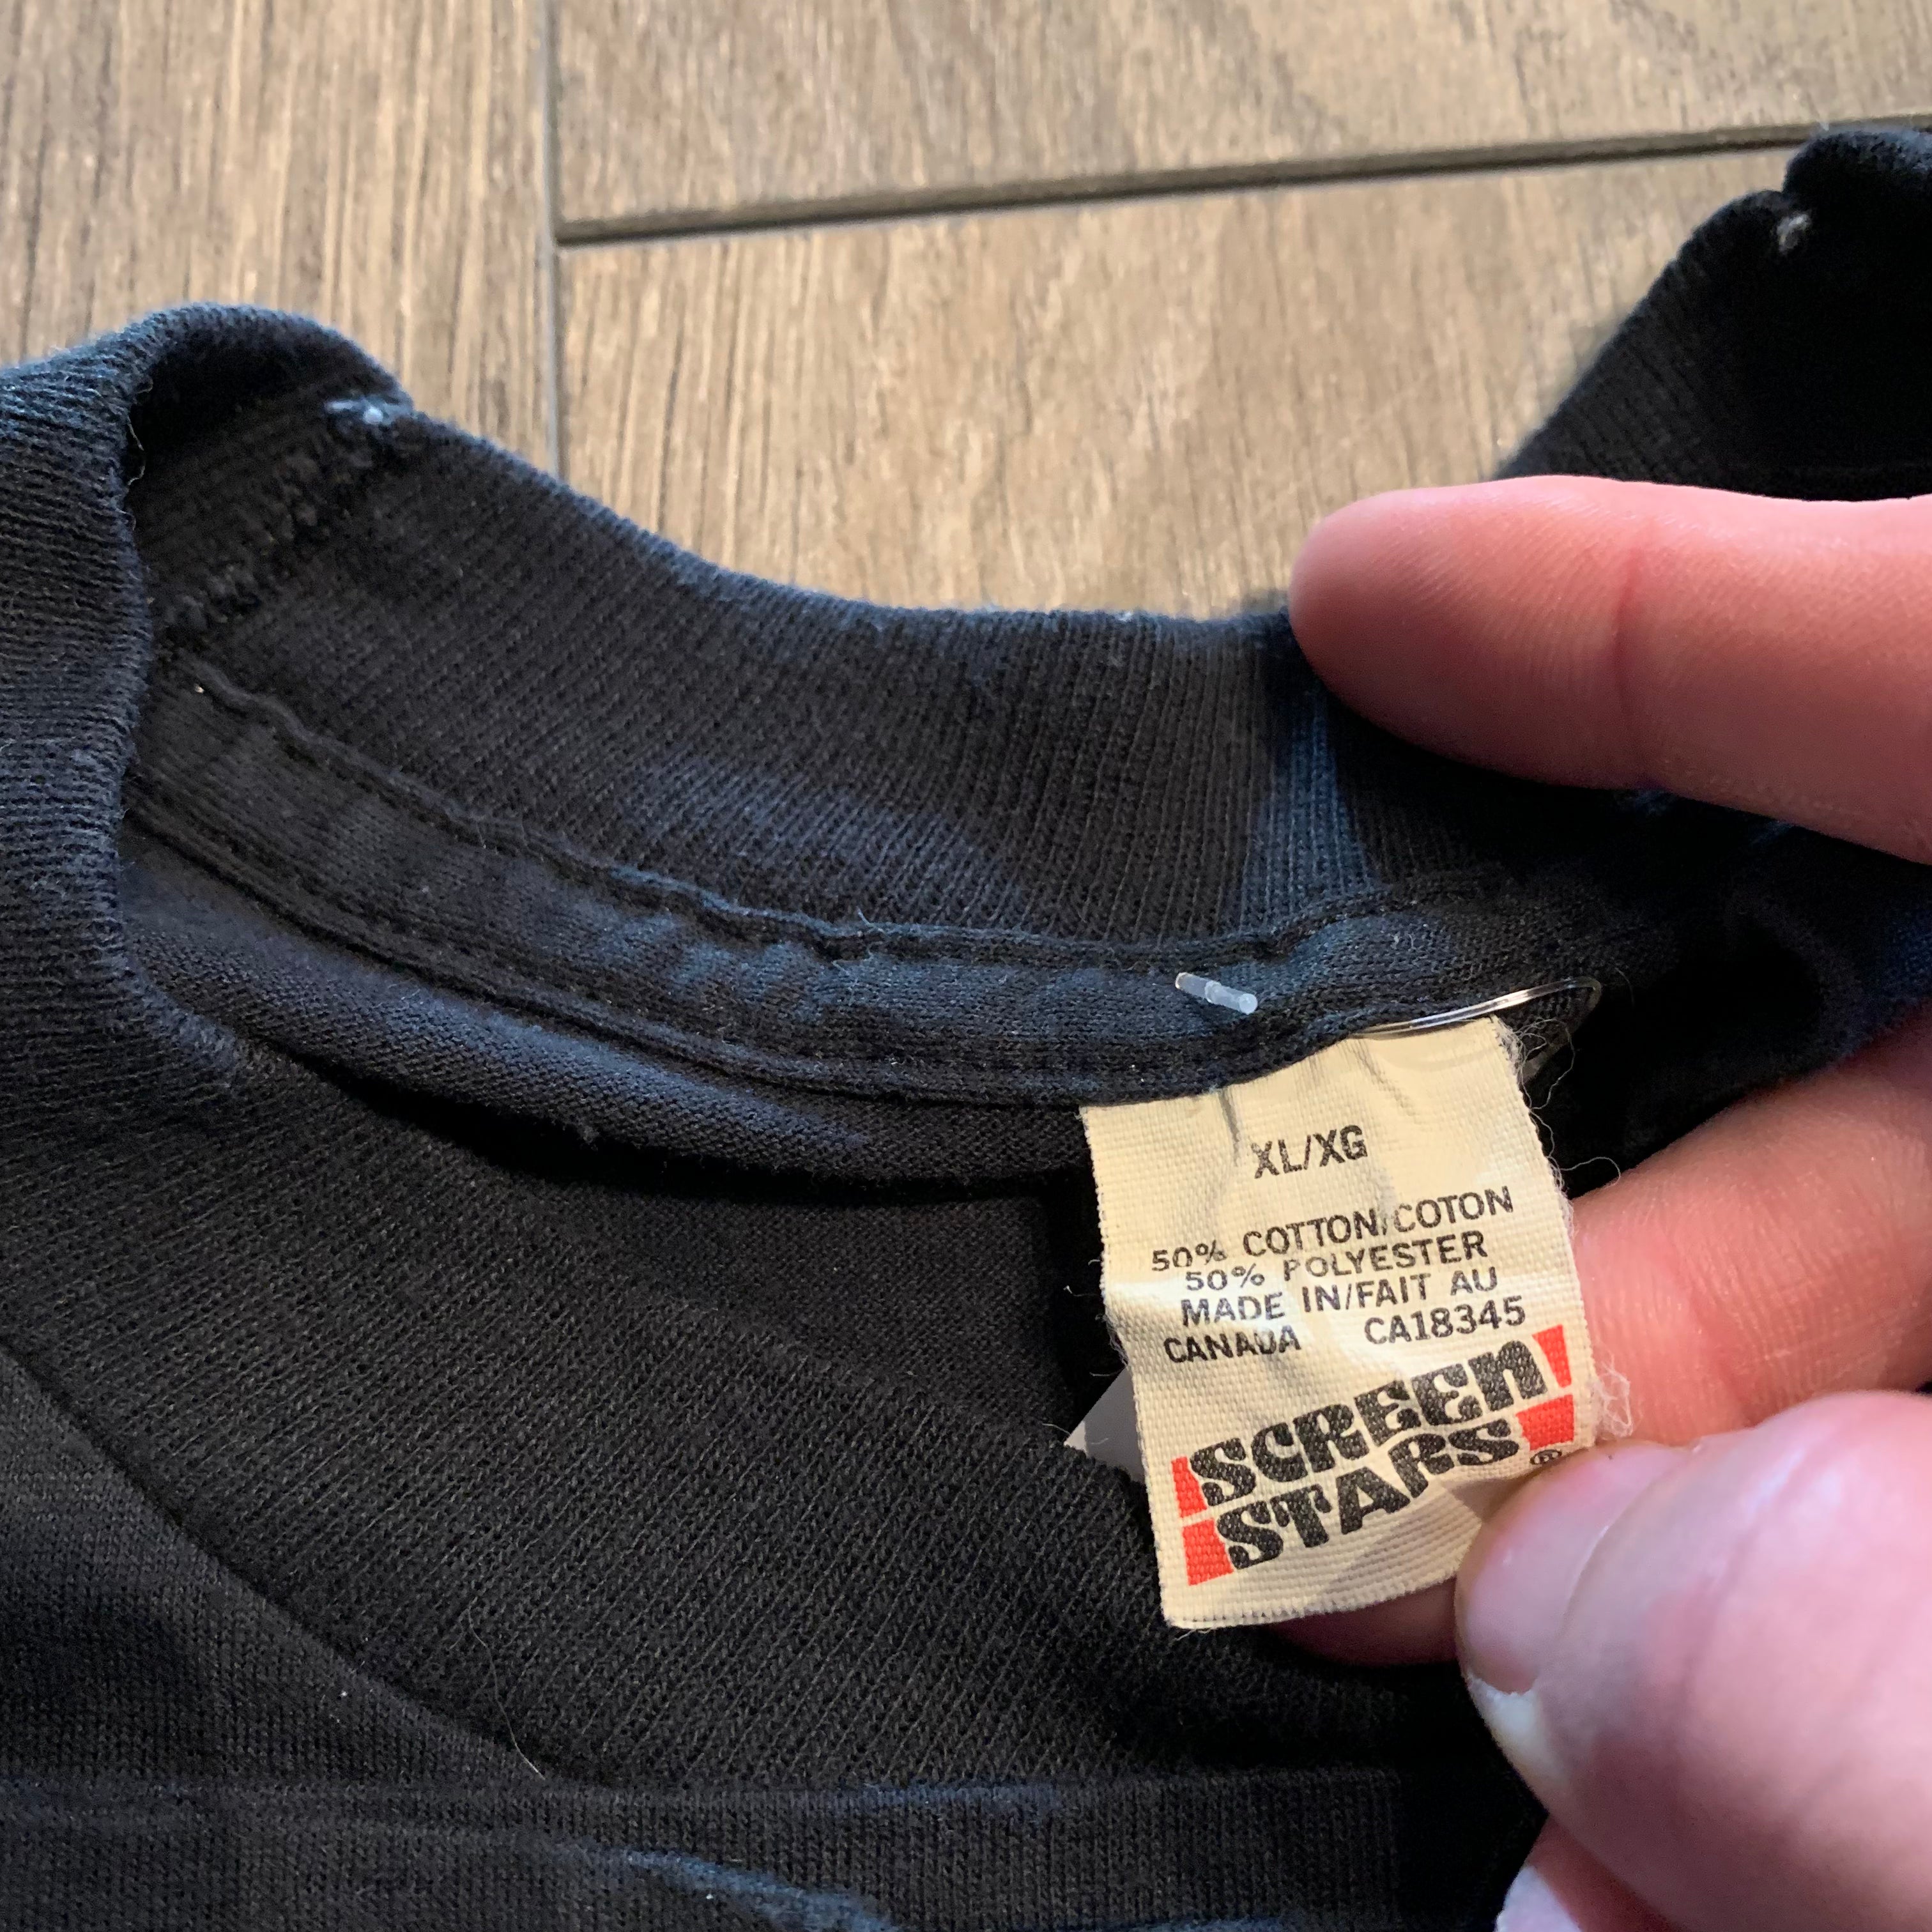 XL/XG
50% COTTON/COTON
50% POLYESTER
MADE IN/FAIT AU
CANADA CA18345
SCREEN
STARS®